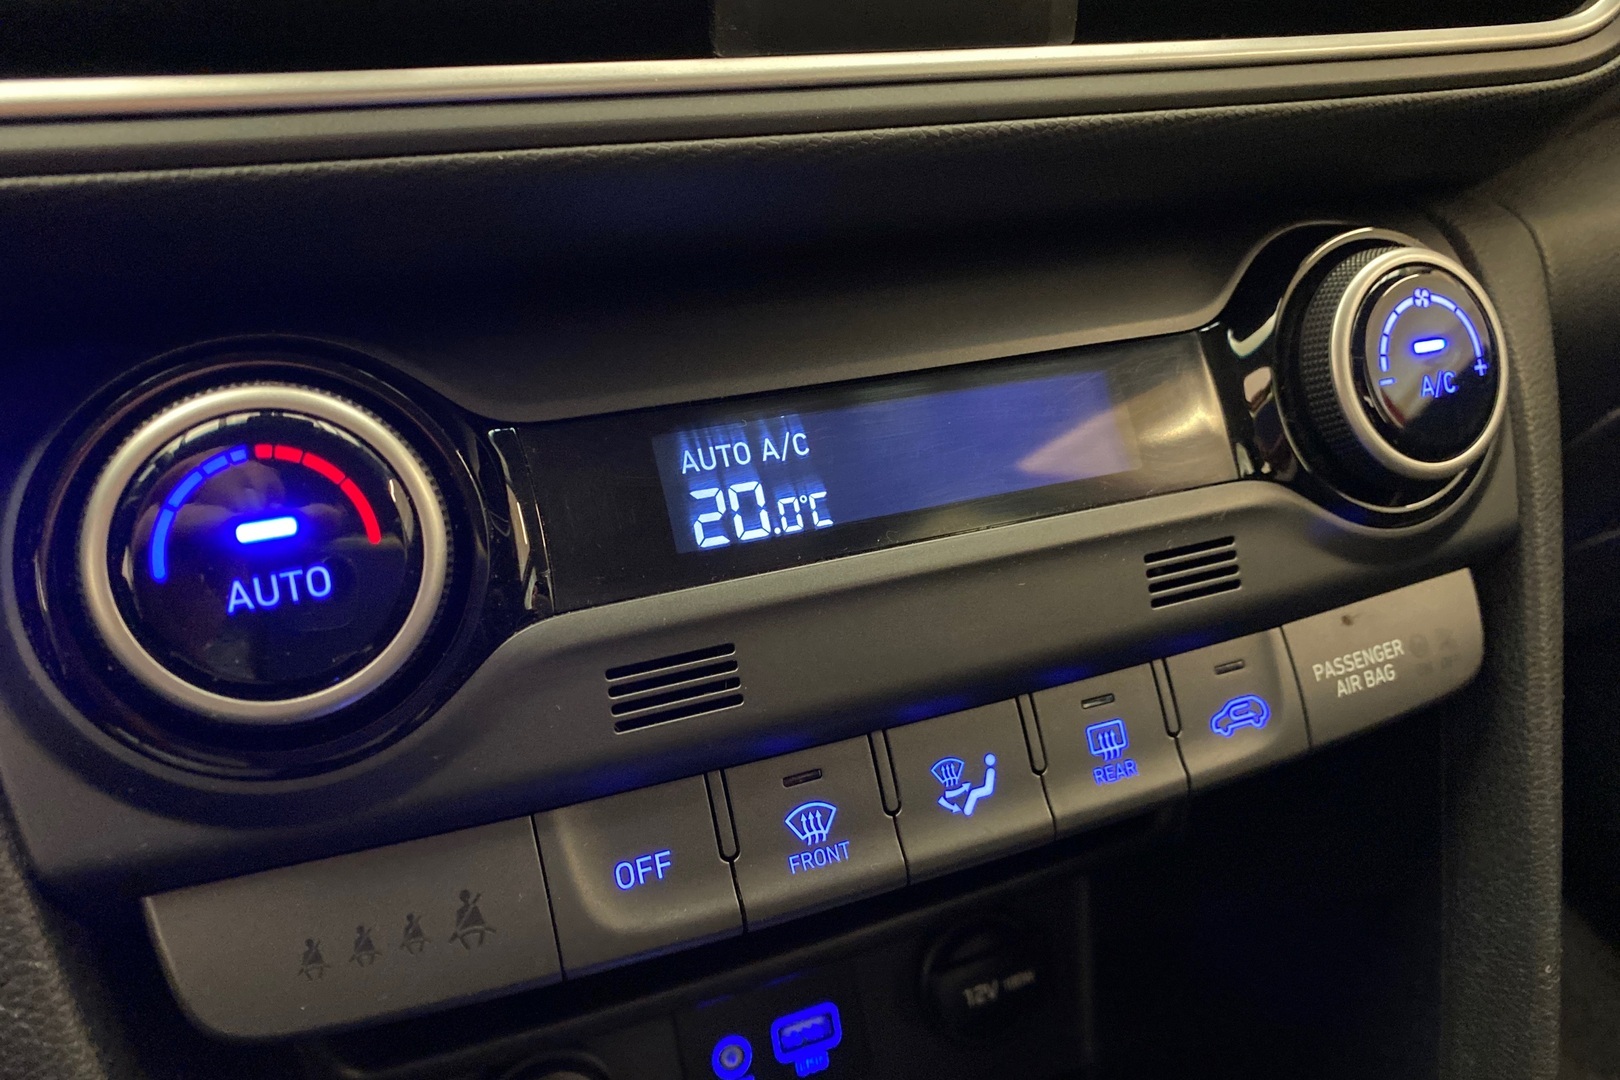 AUTO A/C
20.0°C
AUTO
A/C
PASSENGER
AIR BAG
OFF
FRONT
REAR
12V